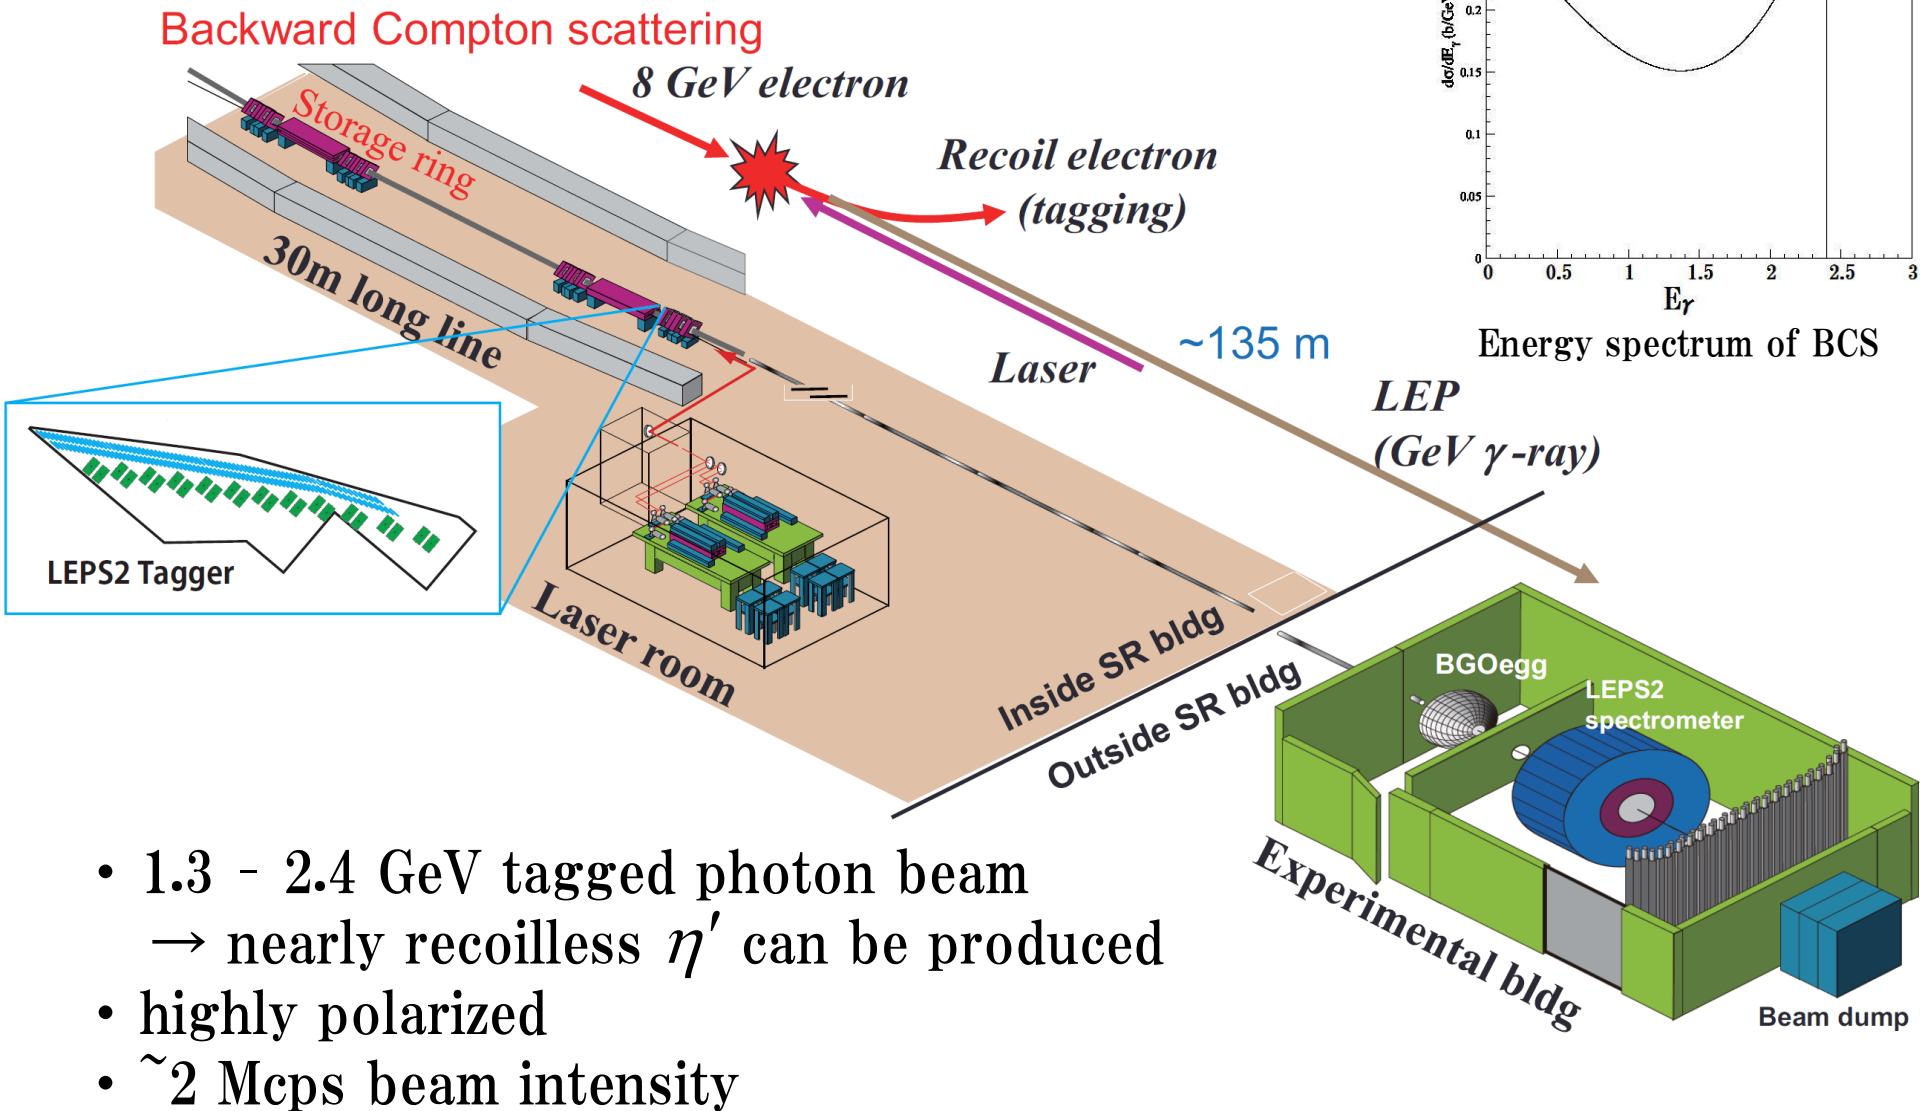 Backward Compton scattering
8 GeV electron
Storage ring
Recoil electron
(tagging)
30m long line
Laser
~135 m
LEP
(GeV γ-ray)
LEPS2 Tagger
Laser room
Inside SR bldg
Outside SR bldg
BGOegg
LEPS2
spectrometer
Experimental bldg
Beam dump
dσ/dEγ (b/GeV
0.2
0.15
0.1
0.05
0
0 0.5 1 1.5 2 2.5 3
Eγ
Energy spectrum of BCS
• 1.3 - 2.4 GeV tagged photon beam
→ nearly recoilless η′ can be produced
• highly polarized
• ~2 Mcps beam intensity